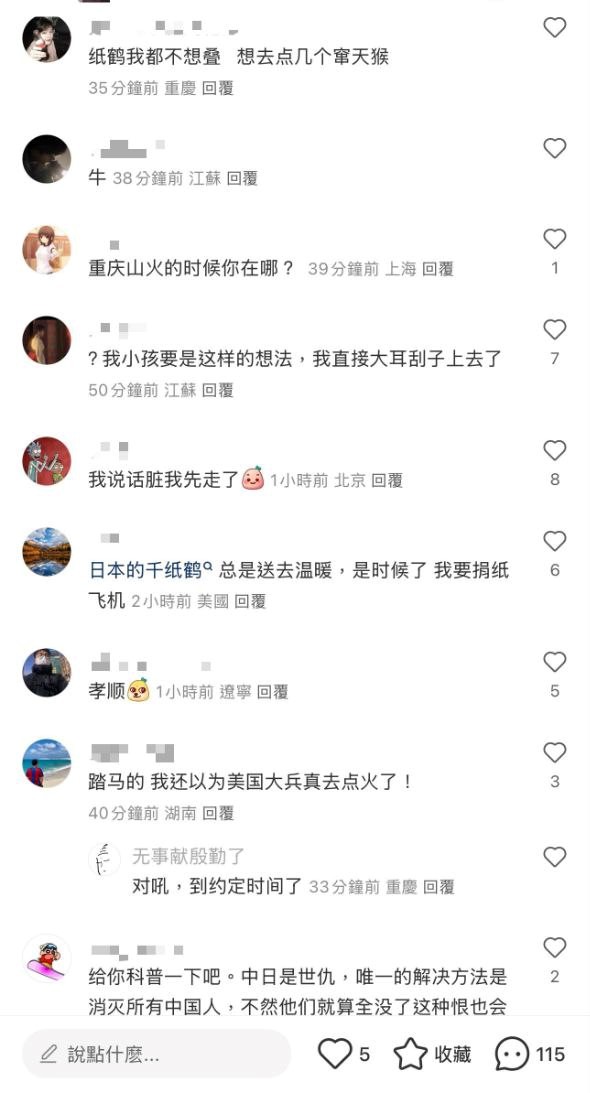 纸鹤我都不想叠 想去点几个窜天猴
35分鐘前 重慶 回覆
牛 38分鐘前 江蘇 回覆
重庆山火的时候你在哪？ 39分鐘前 上海 回覆
1
？我小孩要是这样的想法，我直接大耳刮子上去了
7
50分鐘前 江蘇 回覆
我说话脏我先走了 1小時前 北京 回覆
8
日本的千纸鹤 总是送去温暖，是时候了 我要捐纸
6
飞机 2小時前 美國 回覆
孝顺 1小時前 遼寧 回覆
5
踏马的 我还以为美国大兵真去点火了！
3
40分鐘前 湖南 回覆
无事献殷勤了
对吼，到约定时间了 33分鐘前 重慶 回覆
给你科普一下吧。中日是世仇，唯一的解决方法是
2
消灭所有中国人，不然他们就算全没了这种恨也会
說點什麼... 5 收藏 115